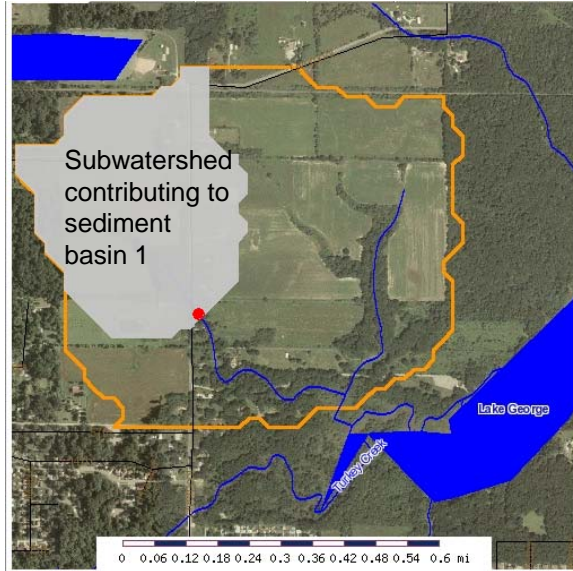 Subwatershed
contributing to
sediment
basin 1
Lake George
Turkey Creek
0 0.06 0.12 0.18 0.24 0.3 0.36 0.42 0.48 0.54 0.6 mi